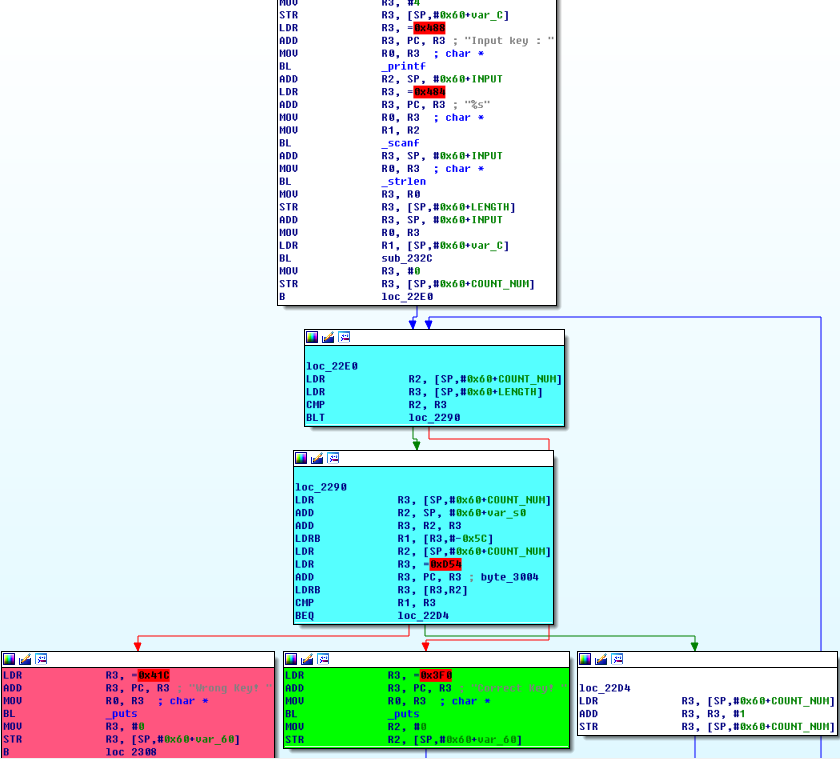 MOV R3, #4
STR R3, [SP,#0x60+var_C]
LDR R3, =0x480
ADD R3, PC, R3 ; "Input key : "
MOV R0, R3 ; char *
BL _printf
ADD R2, SP, #0x60+INPUT
LDR R3, =0x484
ADD R3, PC, R3 ; "%s"
MOV R0, R3 ; char *
MOV R1, R2
BL _scanf
ADD R3, SP, #0x60+INPUT
MOV R0, R3 ; char *
BL _strlen
MOV R3, R0
STR R3, [SP,#0x60+LENGTH]
ADD R3, SP, #0x60+INPUT
MOV R0, R3
LDR R1, [SP,#0x60+var_C]
BL sub_232C
MOV R3, #0
STR R3, [SP,#0x60+COUNT_NUM]
B loc_22E0
loc_22E0
LDR R2, [SP,#0x60+COUNT_NUM]
LDR R3, [SP,#0x60+LENGTH]
CMP R2, R3
BLT loc_2290
loc_2290
LDR R3, [SP,#0x60+COUNT_NUM]
ADD R2, SP, #0x60+var_s0
ADD R3, R2, R3
LDRB R1, [R3,#-0x5C]
LDR R2, [SP,#0x60+COUNT_NUM]
LDR R3, =0xD54
ADD R3, PC, R3 ; byte_3004
LDRB R3, [R3,R2]
CMP R1, R3
BEQ loc_22D4
LDR R3, =0x41C
ADD R3, PC, R3 ; "Wrong Key! "
MOV R0, R3 ; char *
BL _puts
MOV R3, #0
STR R3, [SP,#0x60+var_60]
B loc_2308
LDR R3, =0x3F0
ADD R3, PC, R3 ; "Correct Key! "
MOV R0, R3 ; char *
BL _puts
MOV R2, #0
STR R2, [SP,#0x60+var_60]
loc_22D4
LDR R3, [SP,#0x60+COUNT_NUM]
ADD R3, R3, #1
STR R3, [SP,#0x60+COUNT_NUM]